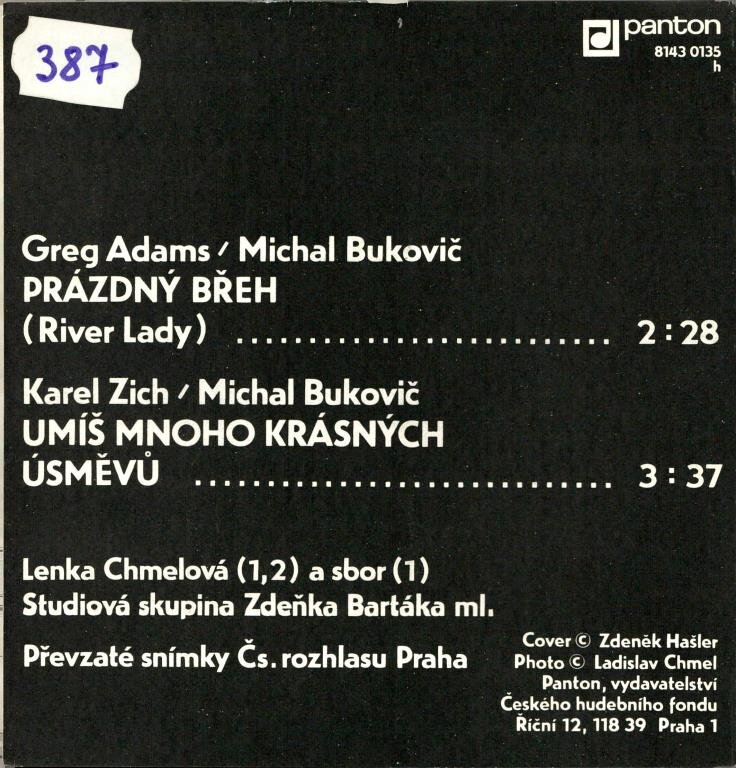 387
panton
8143 0135
h
Greg Adams / Michal Bukovič
PRÁZDNÝ BŘEH
(River Lady) .......................... 2:28
Karel Zich / Michal Bukovič
UMÍŠ MNOHO KRÁSNÝCH
ÚSMĚVŮ ............................. 3:37
Lenka Chmelová (1,2) a sbor (1)
Studiová skupina Zdeňka Bartáka ml.
Převzaté snímky Čs. rozhlasu Praha
Cover © Zdeněk Hašler
Photo © Ladislav Chmel
Panton, vydavatelství
Českého hudebního fondu
Říční 12, 118 39 Praha 1